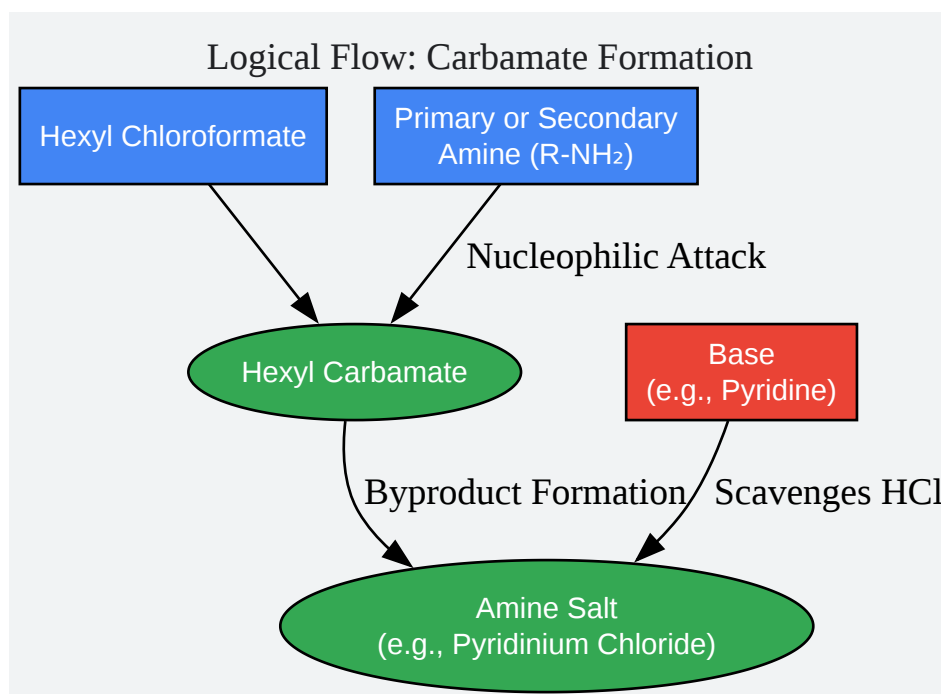 Logical Flow: Carbamate Formation
Hexyl Chloroformate
Primary or Secondary
Amine (R-NH₂)
Nucleophilic Attack
Hexyl Carbamate
Base
(e.g., Pyridine)
Byproduct Formation
Scavenges HCl
Amine Salt
(e.g., Pyridinium Chloride)